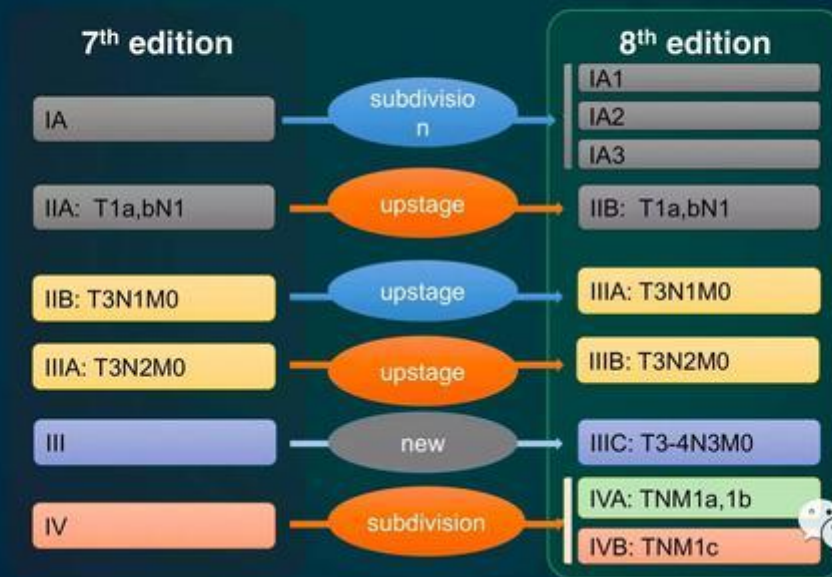 7th edition
8th edition
IA
subdivisio
n
IA1
IA2
IA3
IIA: T1a,bN1
upstage
IIB: T1a,bN1
IIB: T3N1M0
upstage
IIIA: T3N1M0
IIIA: T3N2M0
upstage
IIIB: T3N2M0
III
new
IIIC: T3-4N3M0
IV
subdivision
IVA: TNM1a,1b
IVB: TNM1c